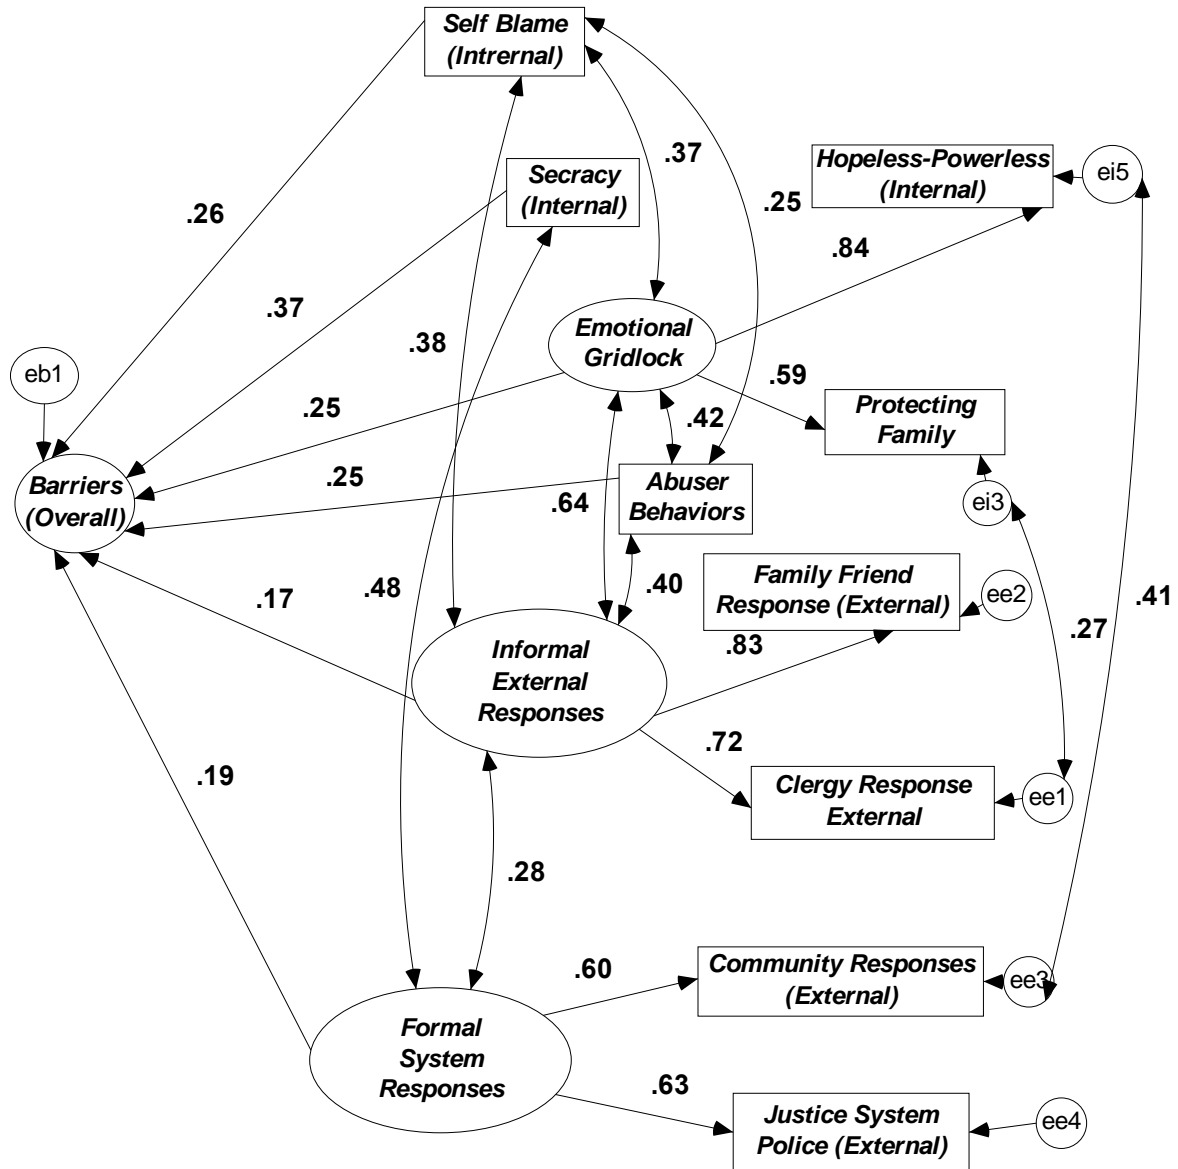 Self Blame
(Intrernal)
.37
Secracy
(Internal)
Hopeless-Powerless
(Internal)
ei5
.26
.25
.84
.37
.38
Emotional
Gridlock
eb1
.59
.25
.42
Protecting
Family
Barriers
(Overall)
.25
.64
Abuser
Behaviors
ei3
.17
.48
.40
Family Friend
Response (External)
ee2
.41
.27
.83
Informal
External
Responses
.72
.19
Clergy Response
External
ee1
.28
.60
Community Responses
(External)
ee3
Formal
System
Responses
.63
Justice System
Police (External)
ee4